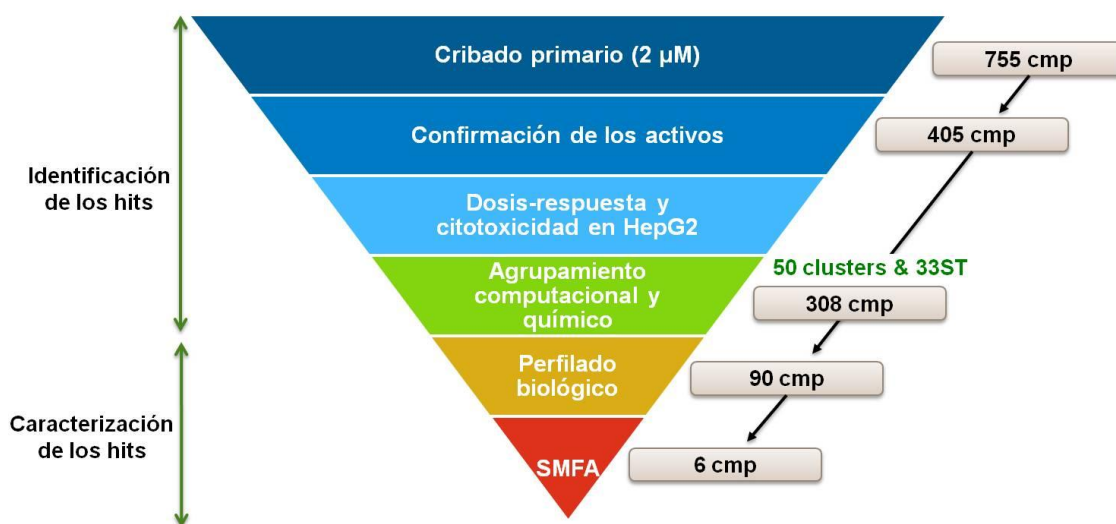 Cribado primario (2 µM)
755 cmp
Confirmación de los activos
405 cmp
Identificación
de los hits
Dosis-respuesta y
citotoxicidad en HepG2
50 clusters & 33ST
Agrupamiento
computacional y
químico
308 cmp
Perfilado
biológico
90 cmp
Caracterización
de los hits
SMFA
6 cmp